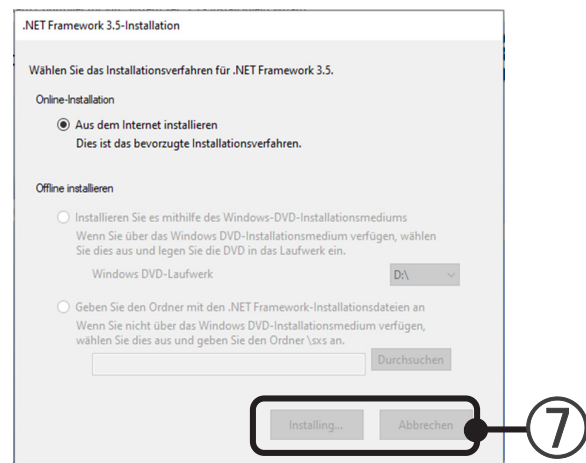 .NET Framework 3.5-Installation
Wählen Sie das Installationsverfahren für .NET Framework 3.5.
Online-Installation
Aus dem Internet installieren
Dies ist das bevorzugte Installationsverfahren.
Offline installieren
Installieren Sie es mithilfe des Windows-DVD-Installationsmediums
Wenn Sie über das Windows DVD-Installationsmedium verfügen, wählen
Sie dies aus und legen Sie die DVD in das Laufwerk ein.
Windows DVD-Laufwerk D:\
Geben Sie den Ordner mit den .NET Framework-Installationsdateien an
Wenn Sie nicht über das Windows DVD-Installationsmedium verfügen,
wählen Sie dies aus und geben Sie den Ordner \sxs an.
Durchsuchen
Installing... Abbrechen
7